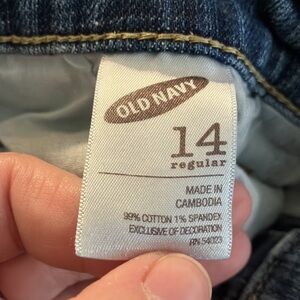 OLD NAVY
14
regular
MADE IN
CAMBODIA
99% COTTON 1% SPANDEX
EXCLUSIVE OF DECORATION
RN 54023